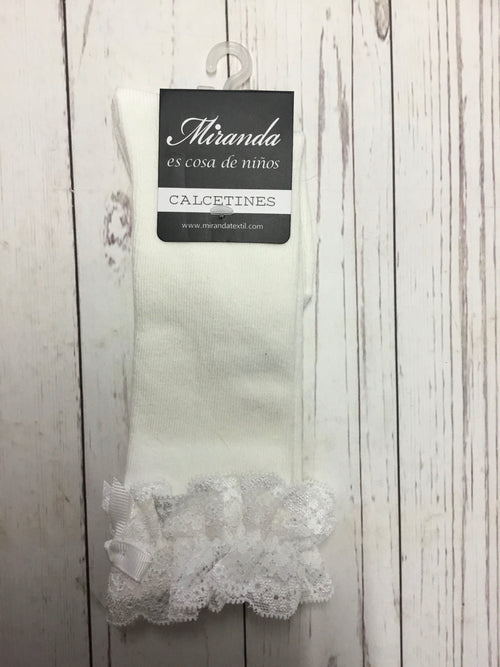 Miranda
es cosa de niños
CALCETINES
www.mirandatextil.com